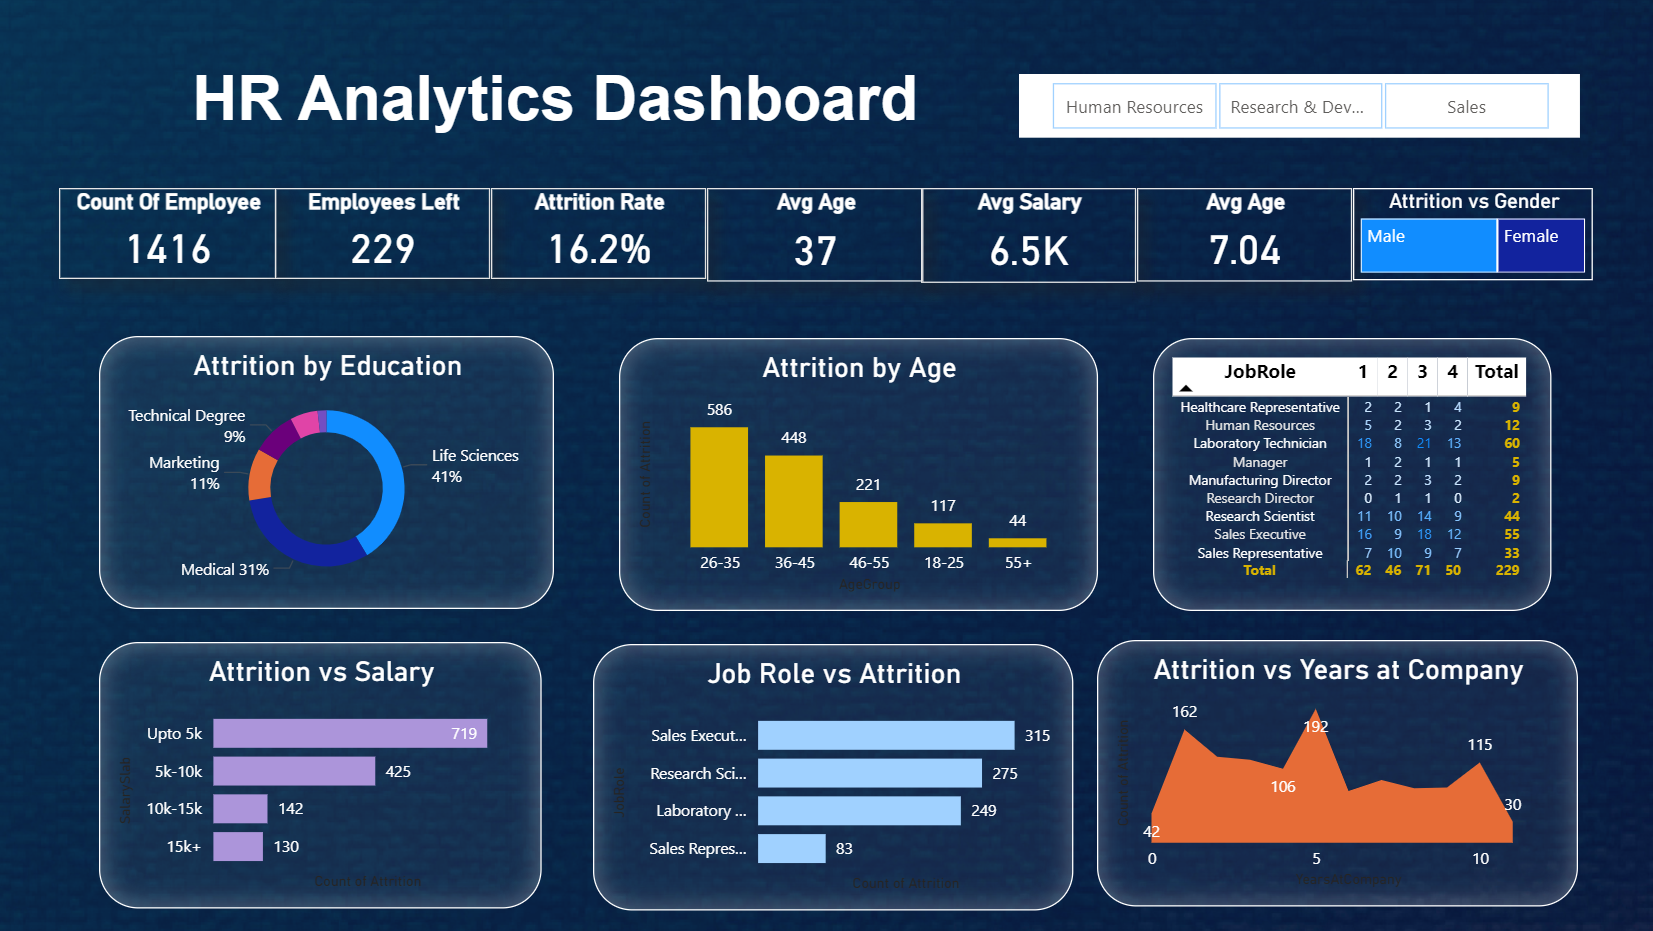 HR Analytics Dashboard
Human Resources
Research & Dev...
Sales
Count Of Employee
1416
Employees Left
229
Attrition Rate
16.2%
Avg Age
37
Avg Salary
6.5K
Avg Age
7.04
Attrition vs Gender
Male
Female
Attrition by Education
Technical Degree
9%
Marketing
11%
Life Sciences
41%
Medical 31%
Attrition by Age
Count of Attrition
586
448
221
117
44
26-35
36-45
46-55
18-25
55+
AgeGroup
JobRole 1 2 3 4 Total
Healthcare Representative 2 2 1 4 9
Human Resources 5 2 3 2 12
Laboratory Technician 18 8 21 13 60
Manager 1 2 1 1 5
Manufacturing Director 2 2 3 2 9
Research Director 0 1 1 0 2
Research Scientist 11 10 14 9 44
Sales Executive 16 9 18 12 55
Sales Representative 7 10 9 7 33
Total 62 46 71 50 229
Attrition vs Salary
SalarySlab
Upto 5k 719
5k-10k 425
10k-15k 142
15k+ 130
Count of Attrition
Job Role vs Attrition
JobRole
Sales Execut... 315
Research Sci... 275
Laboratory ... 249
Sales Repres... 83
Count of Attrition
Attrition vs Years at Company
Count of Attrition
162
192
115
106
30
42
0
5
10
YearsAtCompany